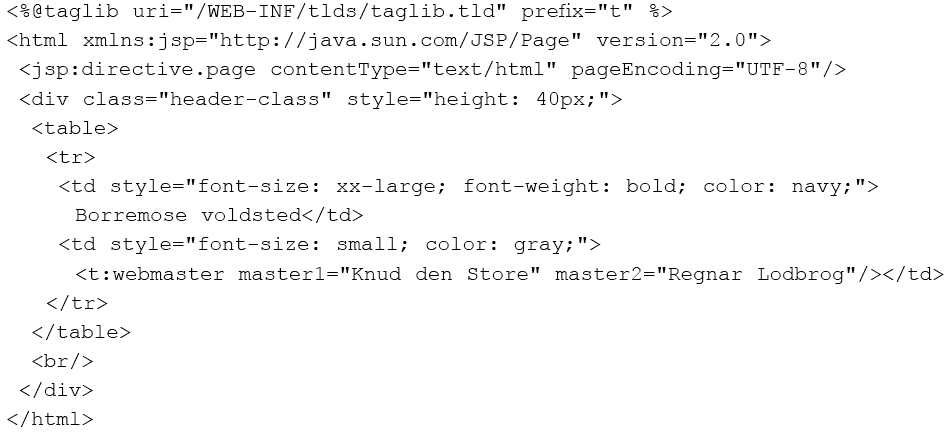 <%@taglib uri="/WEB-INF/tlds/taglib.tld" prefix="t" %>
<html xmlns:jsp="http://java.sun.com/JSP/Page" version="2.0">
<jsp:directive.page contentType="text/html" pageEncoding="UTF-8"/>
<div class="header-class" style="height: 40px;">
<table>
<tr>
<td style="font-size: xx-large; font-weight: bold; color: navy;">
Borremose voldsted</td>
<td style="font-size: small; color: gray;">
<t:webmaster master1="Knud den Store" master2="Regnar Lodbrog"/></td>
</tr>
</table>
<br/>
</div>
</html>